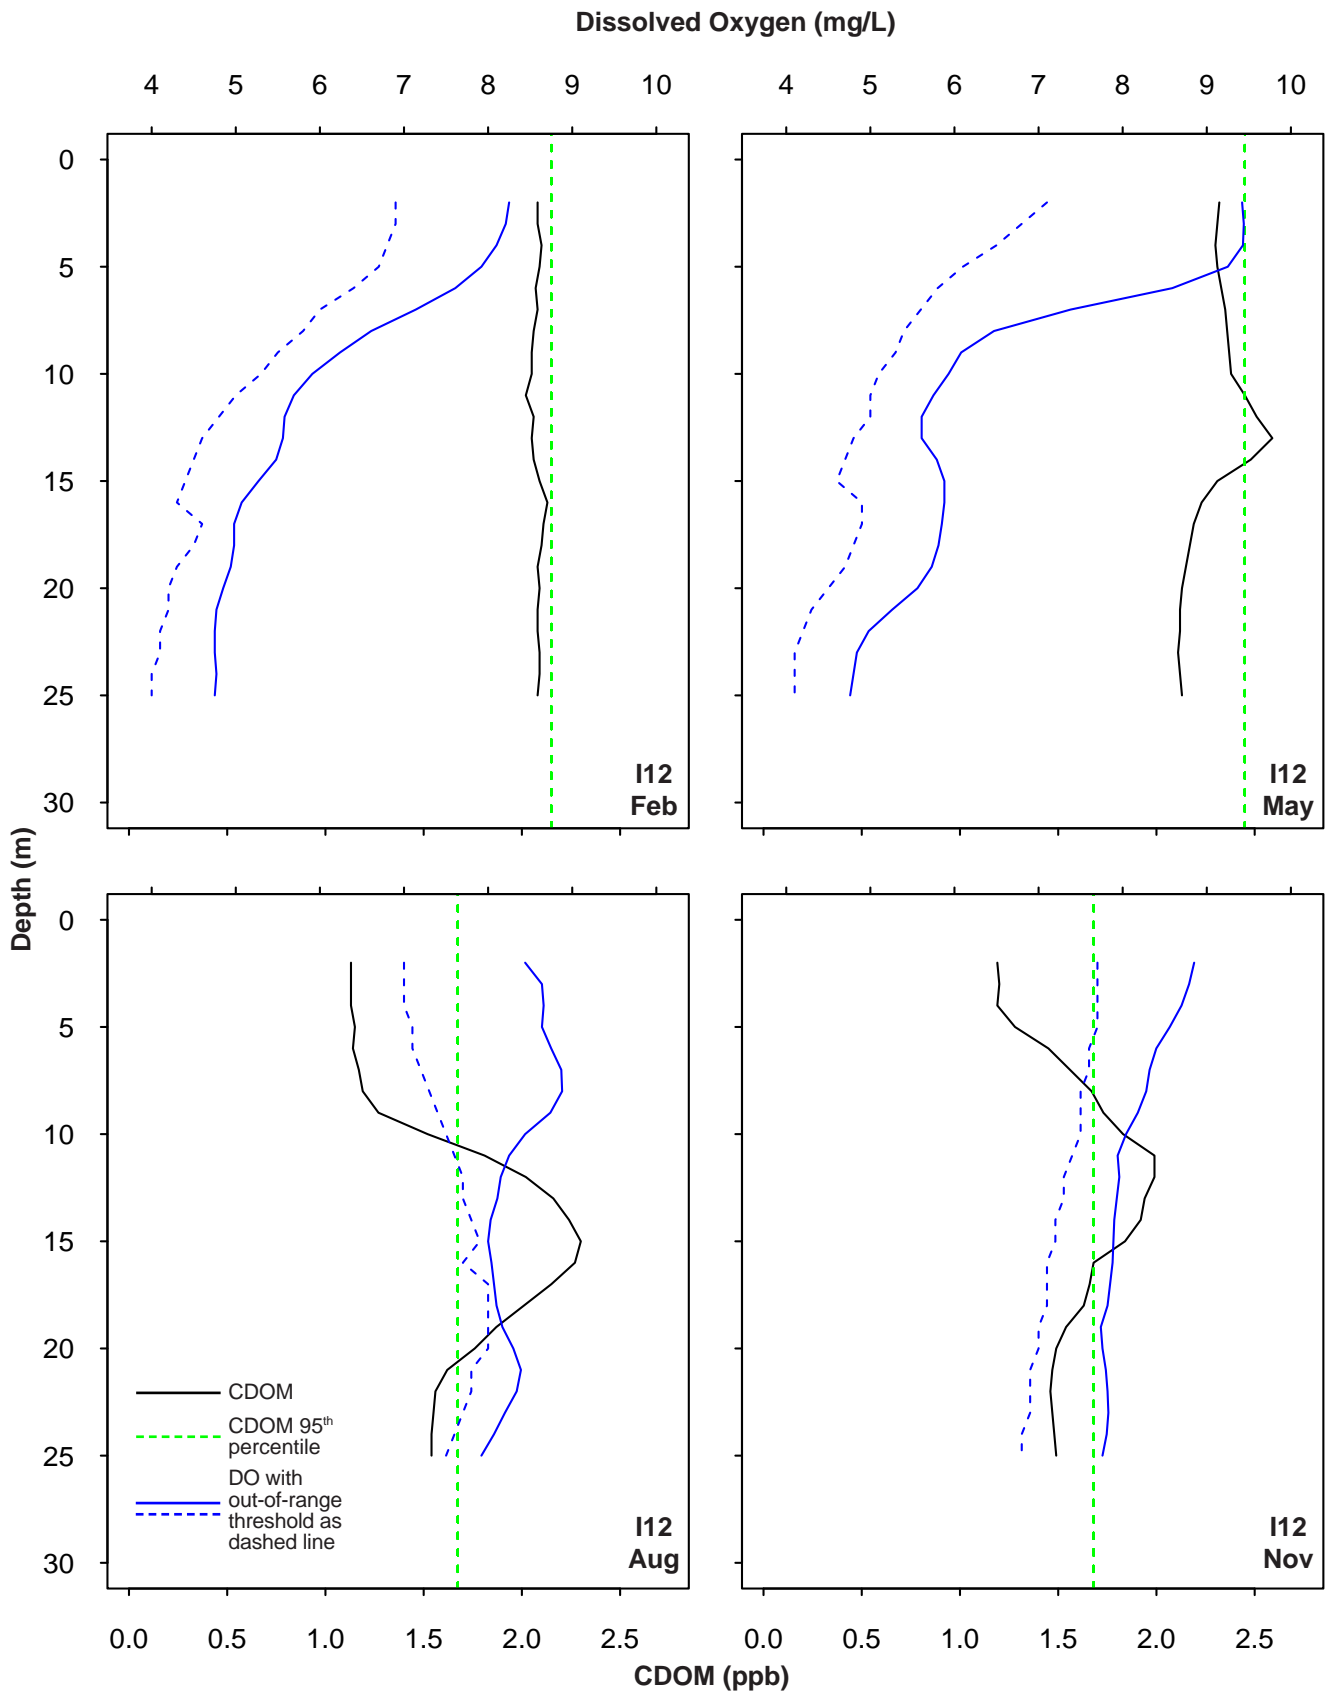 Dissolved Oxygen (mg/L)
4 5 6 7 8 9 10
4 5 6 7 8 9 10
0
5
10
15
20
25
30
I12
Feb
I12
May
Depth (m)
0
5
10
15
20
25
30
CDOM
CDOM 95th
percentile
DO with
out-of-range
threshold as
dashed line
I12
Aug
I12
Nov
0.0 0.5 1.0 1.5 2.0 2.5
0.0 0.5 1.0 1.5 2.0 2.5
CDOM (ppb)